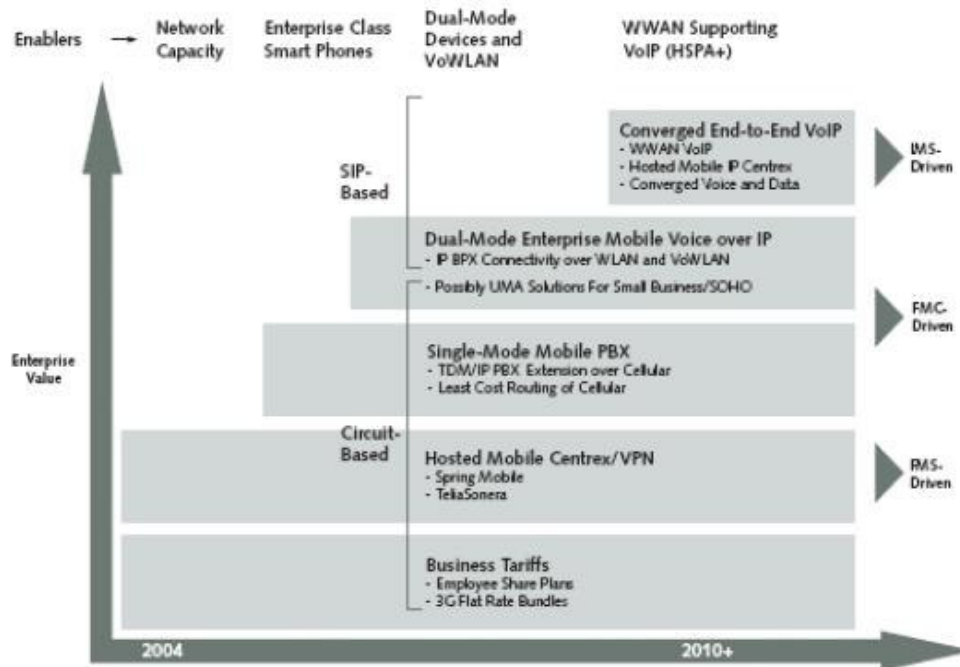 Enablers → Network Capacity
Enterprise Class Smart Phones
Dual-Mode Devices and VoWLAN
WWAN Supporting VoIP (HSPA+)
Enterprise Value
SIP-Based
Circuit-Based
Converged End-to-End VoIP
- WWAN VoIP
- Hosted Mobile IP Centrex
- Converged Voice and Data
IMS-Driven
Dual-Mode Enterprise Mobile Voice over IP
- IP BPX Connectivity over WLAN and VoWLAN
- Possibly UMA Solutions For Small Business/SOHO
FMC-Driven
Single-Mode Mobile PBX
- TDM/IP PBX Extension over Cellular
- Least Cost Routing of Cellular
Hosted Mobile Centrex/VPN
- Spring Mobile
- TeliaSonera
FMS-Driven
Business Tariffs
- Employee Share Plans
- 3G Flat Rate Bundles
2004
2010+